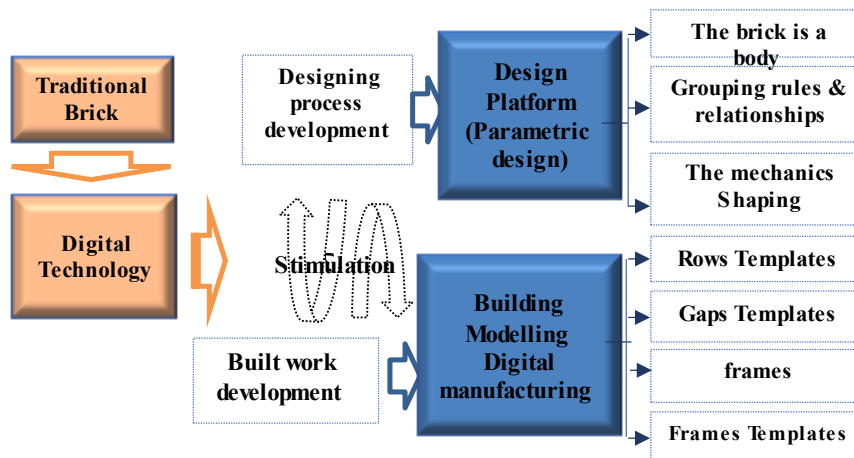 Traditional
Brick
Digital
Technology
Designing
process
development
Design
Platform
(Parametric
design)
The brick is a
body
Grouping rules &
relationships
The mechanics
Shaping
Stimulation
Built work
development
Building
Modelling
Digital
manufacturing
Rows Templates
Gaps Templates
frames
Frames Templates